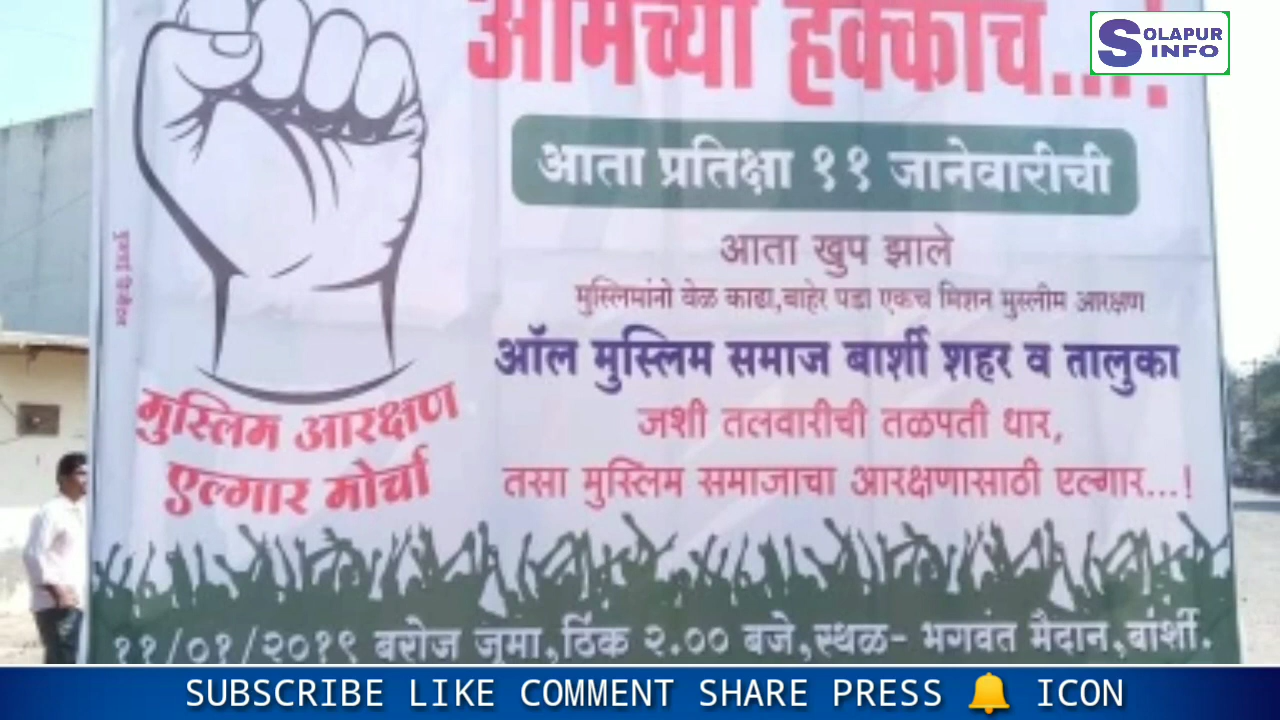 आमच्या हक्काच...!
SOLAPUR
INFO
आता प्रतिक्षा ११ जानेवारीची
आता खुप झाले
मुस्लिमांनो वेळ काढा,बाहेर पडा एकच मिशन मुस्लीम आरक्षण
ऑल मुस्लिम समाज बार्शी शहर व तालुका
जशी तलवारीची तळपती धार,
तसा मुस्लिम समाजाचा आरक्षणासाठी एल्गार...!
मुस्लिम आरक्षण
एल्गार मोर्चा
११/०१/२०१९ बरोज जुमा,ठिक २.०० वाजे,स्थळ- भगवंत मैदान,बार्शी.
SUBSCRIBE LIKE COMMENT SHARE PRESS 🔔 ICON